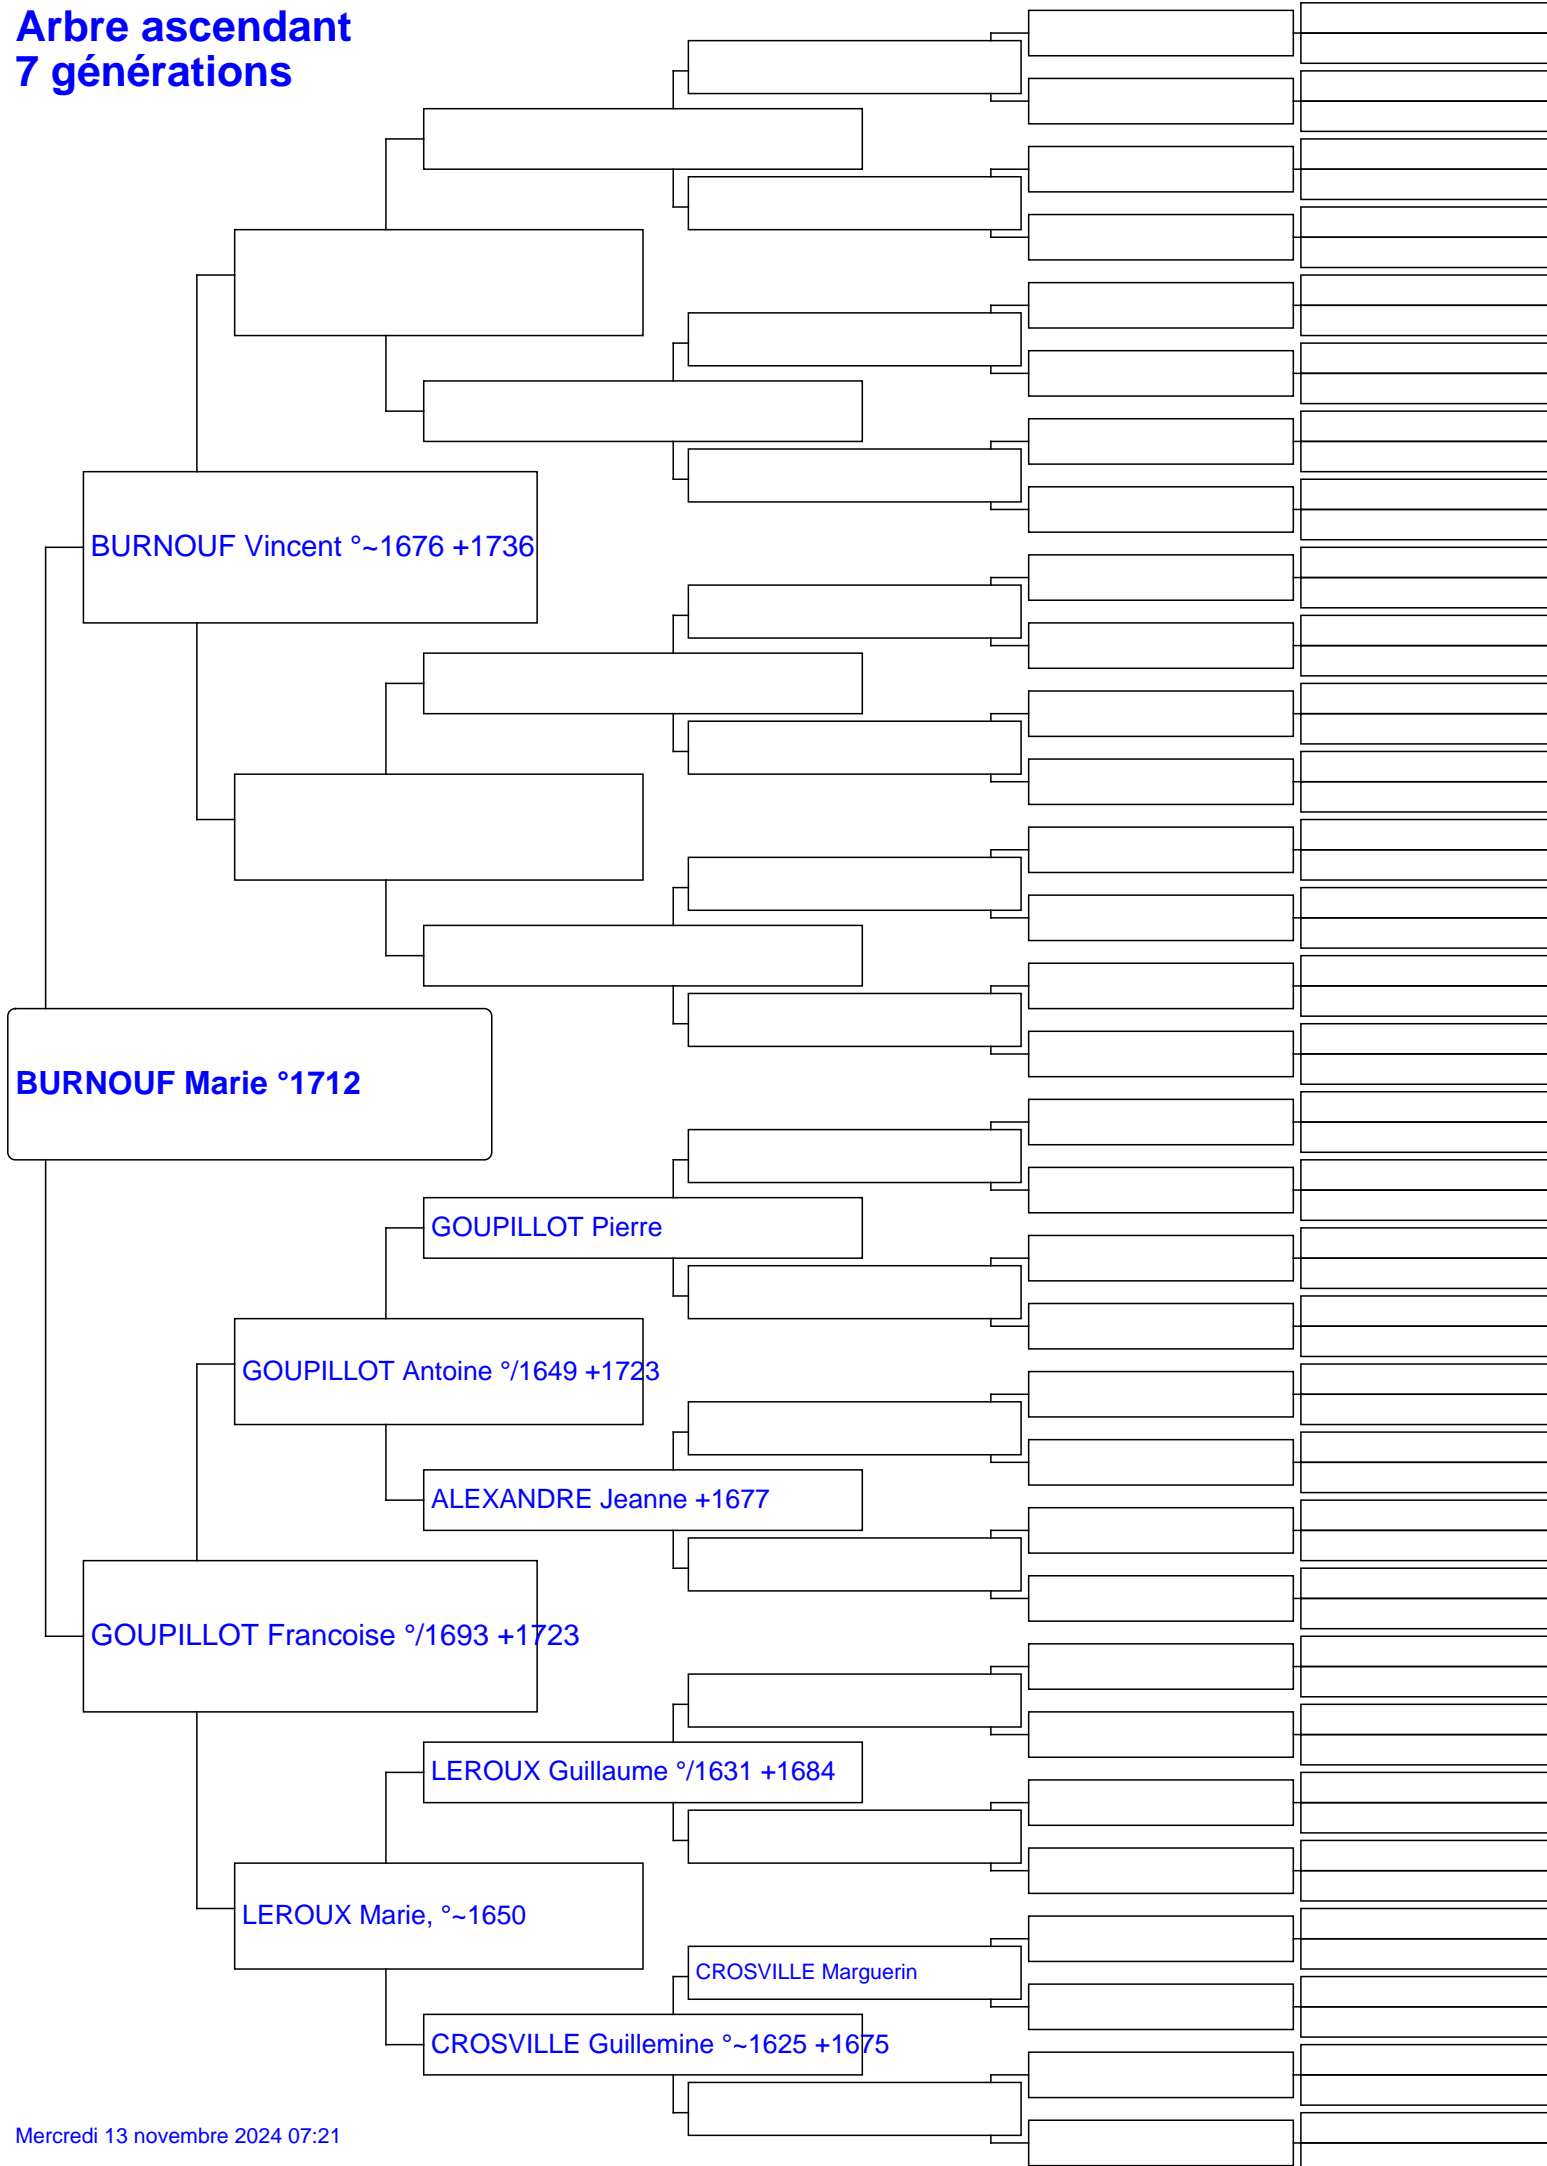 Arbre ascendant
7 générations
BURNOUF Vincent °~1676 +1736
BURNOUF Marie °1712
GOUPILLOT Pierre
GOUPILLOT Antoine °/1649 +1723
ALEXANDRE Jeanne +1677
GOUPILLOT Francoise °/1693 +1723
LEROUX Guillaume °/1631 +1684
LEROUX Marie, °~1650
CROSVILLE Marguerin
CROSVILLE Guillemine °~1625 +1675
Mercredi 13 novembre 2024 07:21